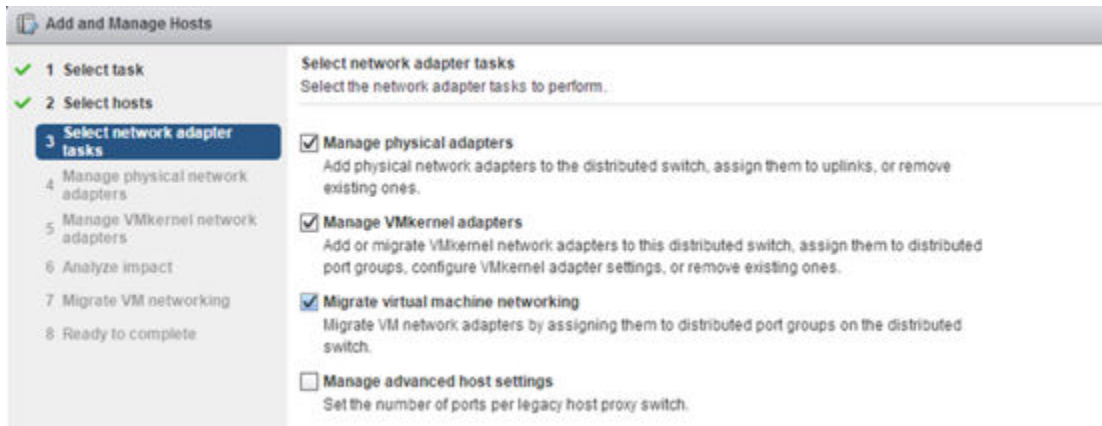 Add and Manage Hosts
1 Select task
2 Select hosts
3 Select network adapter
tasks
4 Manage physical network
adapters
5 Manage VMkernel network
adapters
6 Analyze impact
7 Migrate VM networking
8 Ready to complete
Select network adapter tasks
Select the network adapter tasks to perform.
Manage physical adapters
Add physical network adapters to the distributed switch, assign them to uplinks, or remove
existing ones.
Manage VMkernel adapters
Add or migrate VMkernel network adapters to this distributed switch, assign them to distributed
port groups, configure VMkernel adapter settings, or remove existing ones.
Migrate virtual machine networking
Migrate VM network adapters by assigning them to distributed port groups on the distributed
switch.
Manage advanced host settings
Set the number of ports per legacy host proxy switch.